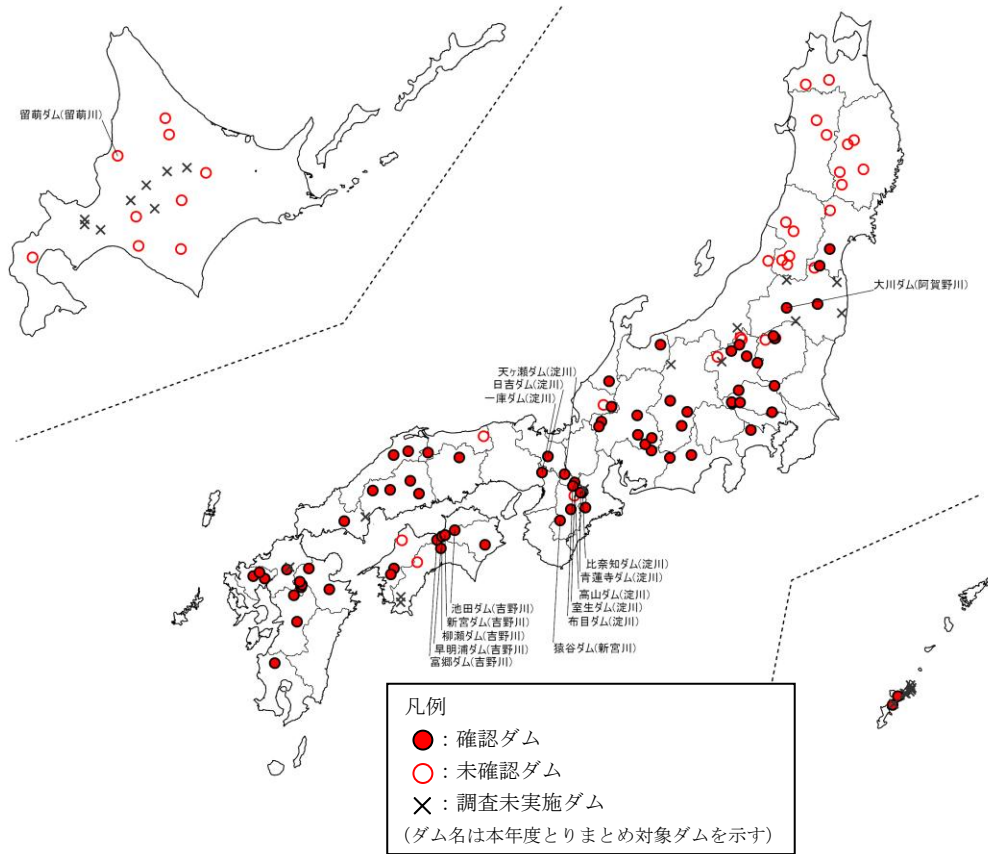 留萌ダム(留萌川)
大川ダム(阿賀野川)
天ヶ瀬ダム(淀川)
日吉ダム(淀川)
一庫ダム(淀川)
比奈知ダム(淀川)
青蓮寺ダム(淀川)
高山ダム(淀川)
室生ダム(淀川)
布目ダム(淀川)
猿谷ダム(新宮川)
池田ダム(吉野川)
新宮ダム(吉野川)
柳瀬ダム(吉野川)
早明浦ダム(吉野川)
富郷ダム(吉野川)
凡例
：確認ダム
：未確認ダム
：調査未実施ダム
(ダム名は本年度とりまとめ対象ダムを示す)